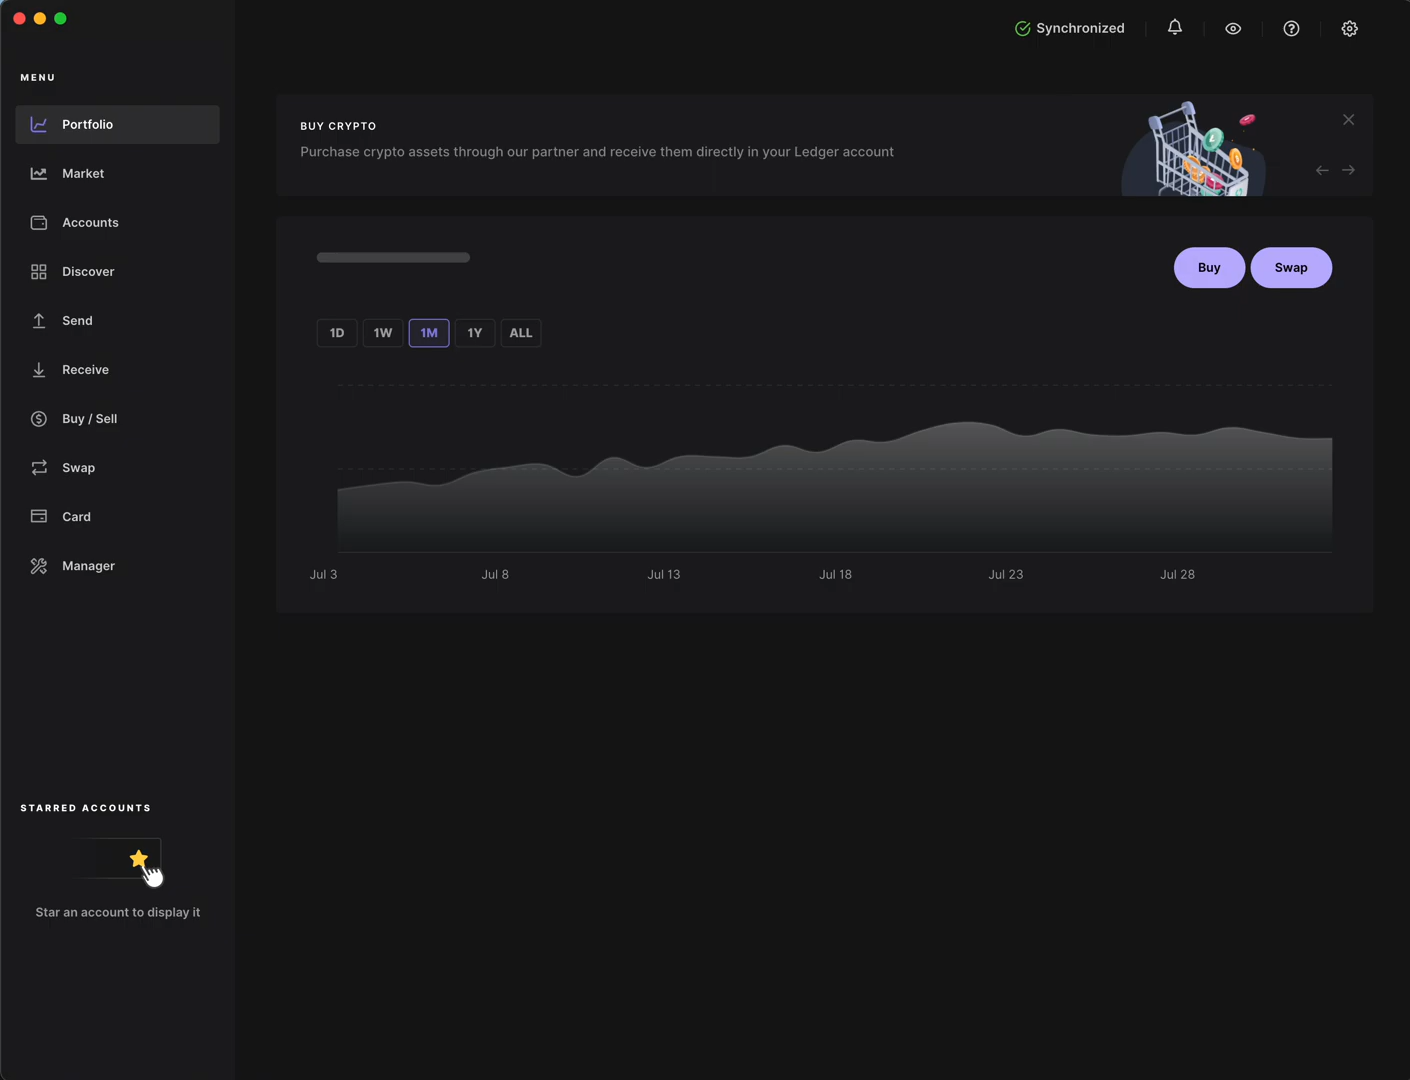 Synchronized
MENU
Portfolio
Market
Accounts
Discover
Send
Receive
Buy / Sell
Swap
Card
Manager
STARRED ACCOUNTS
Star an account to display it
BUY CRYPTO
Purchase crypto assets through our partner and receive them directly in your Ledger account
Buy Swap
1D 1W 1M 1Y ALL
Jul 3 Jul 8 Jul 13 Jul 18 Jul 23 Jul 28